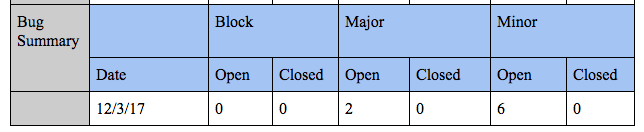 Bug Block Major Minor
Summary
Date Open Closed Open Closed Open Closed
12/3/17 0 0 2 0 6 0